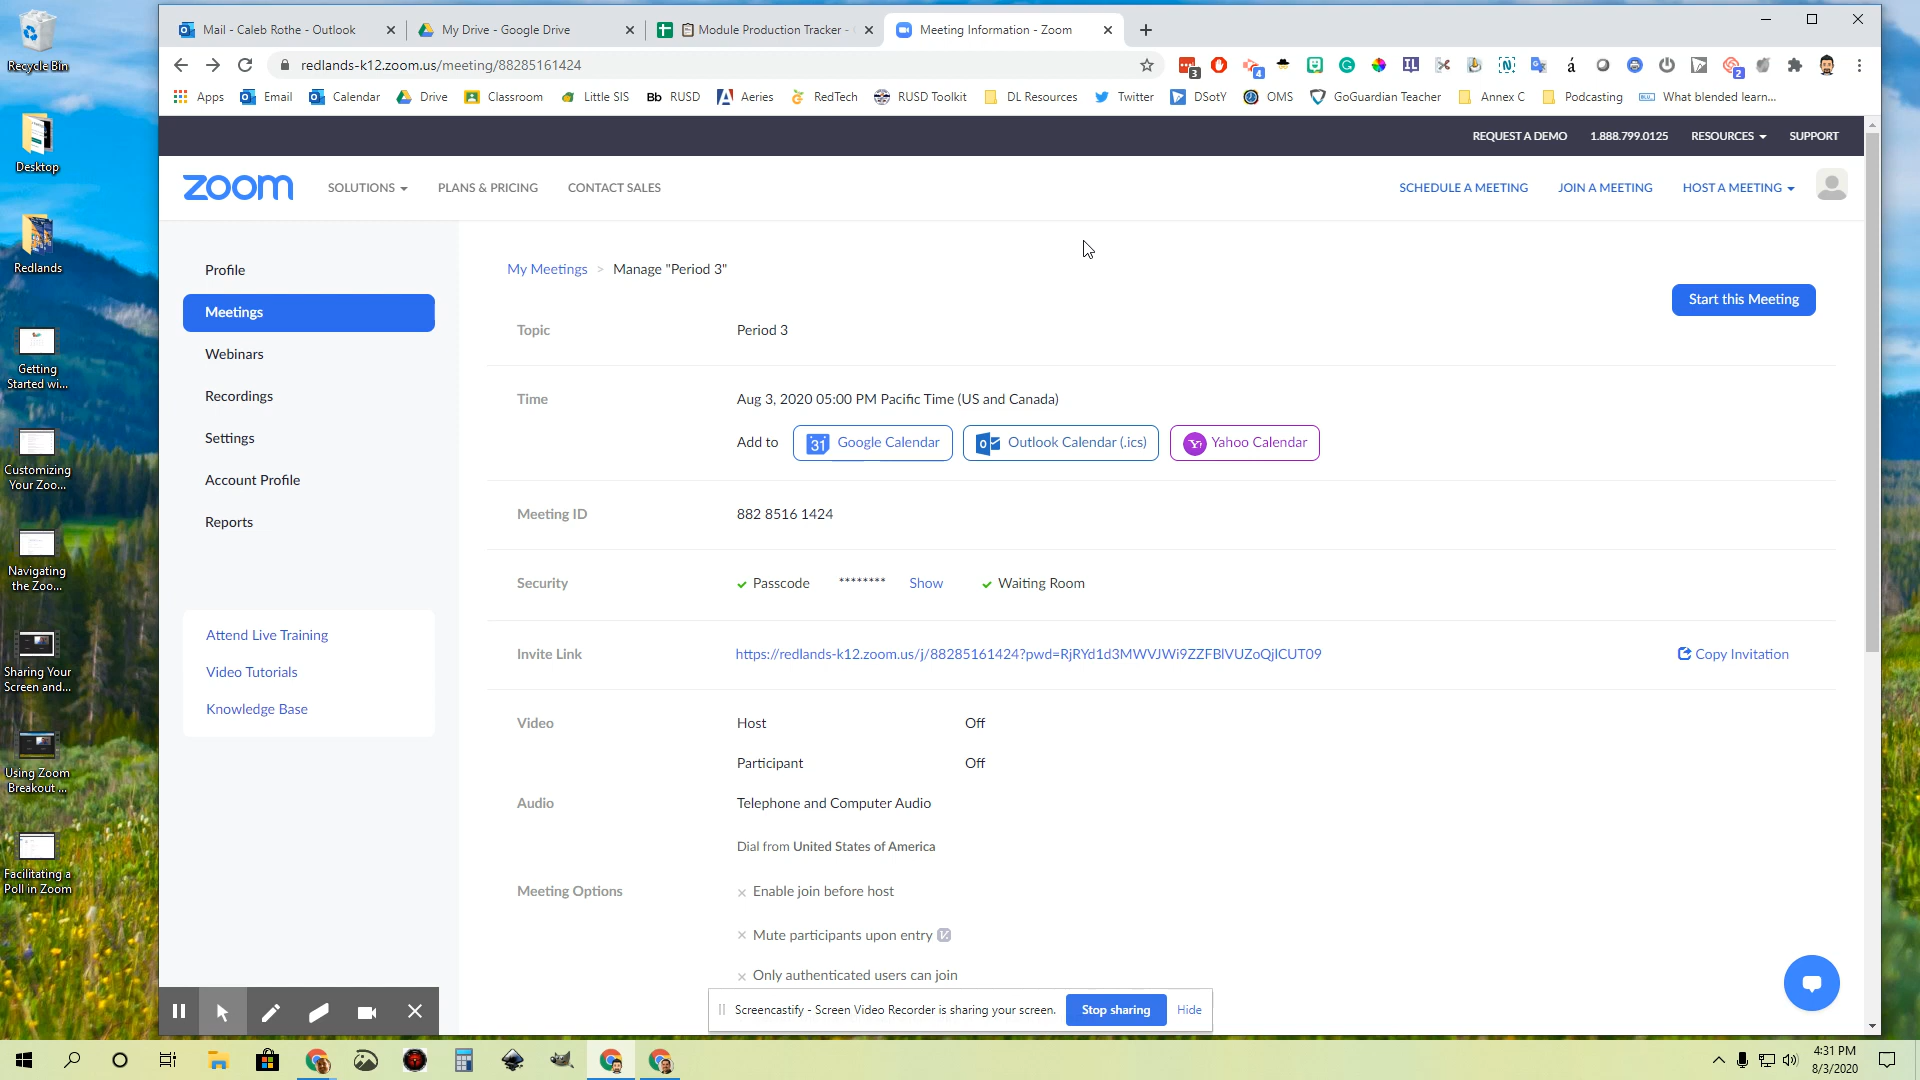 Recycle Bin
Desktop
Redlands
Getting
Started wi...
Customizing
Your Zoo...
Navigating
the Zoo...
Sharing Your
Screen and...
Using Zoom
Breakout ...
Facilitating a
Poll in Zoom
Mail - Caleb Rothe - Outlook
My Drive - Google Drive
Module Production Tracker -
Meeting Information - Zoom
redlands-k12.zoom.us/meeting/88285161424
3
4
IL
á
2
Apps
Email
Calendar
Drive
Classroom
Little SIS
Bb RUSD
Aeries
RedTech
RUSD Toolkit
DL Resources
Twitter
DSotY
OMS
GoGuardian Teacher
Annex C
Podcasting
What blended learn...
REQUEST A DEMO 1.888.799.0125 RESOURCES SUPPORT
zoom SOLUTIONS PLANS & PRICING CONTACT SALES SCHEDULE A MEETING JOIN A MEETING HOST A MEETING
Profile
Meetings
Webinars
Recordings
Settings
Account Profile
Reports
Attend Live Training
Video Tutorials
Knowledge Base
My Meetings > Manage "Period 3"
Start this Meeting
Topic Period 3
Time Aug 3, 2020 05:00 PM Pacific Time (US and Canada)
Add to 31 Google Calendar Outlook Calendar (.ics) Yahoo Calendar
Meeting ID 882 8516 1424
Security Passcode ******** Show Waiting Room
Invite Link https://redlands-k12.zoom.us/j/88285161424?pwd=RjRYd1d3MWVJWi9ZZFBlVUZoQjlCUT09 Copy Invitation
Video Host Off
Participant Off
Audio Telephone and Computer Audio
Dial from United States of America
Meeting Options × Enable join before host
× Mute participants upon entry
× Only authenticated users can join
Screencastify - Screen Video Recorder is sharing your screen. Stop sharing Hide
4:31 PM
8/3/2020